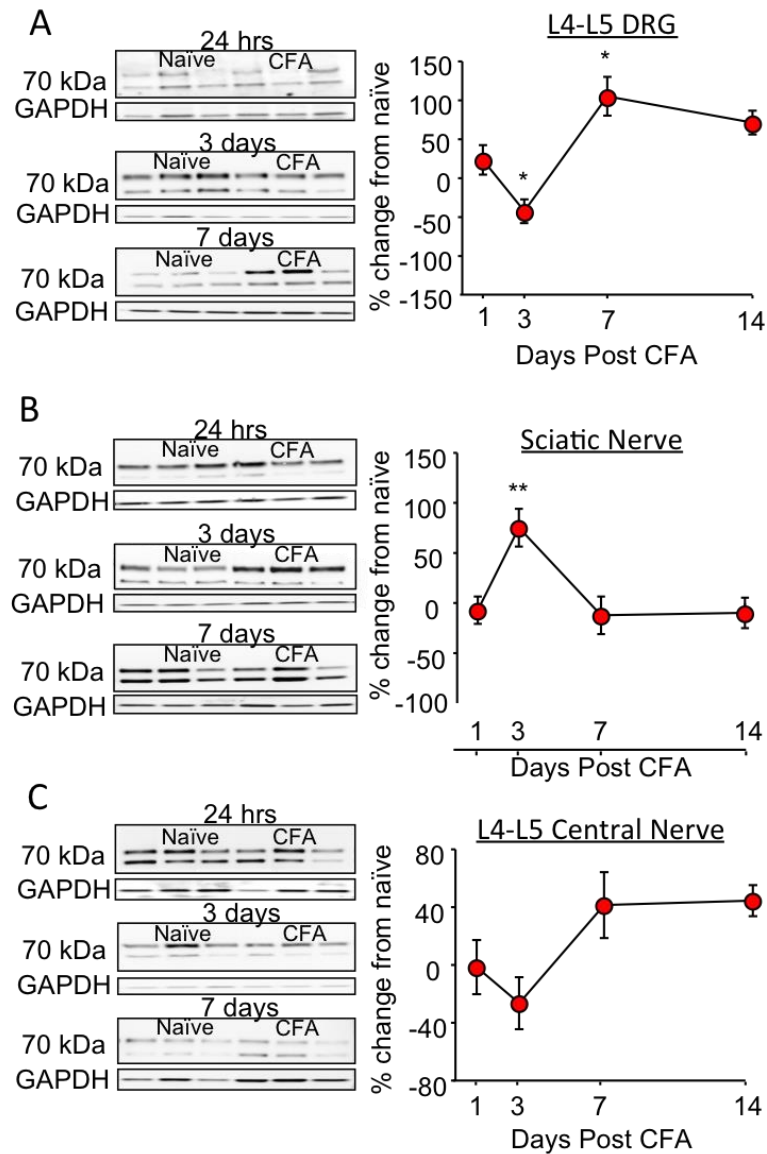 A
24 hrs
Naïve CFA
70 kDa
GAPDH
3 days
Naïve CFA
70 kDa
GAPDH
7 days
Naïve CFA
70 kDa
GAPDH
L4-L5 DRG
% change from naïve
150
100
50
0
-50
-100
-150
*
*
1 3 7 14
Days Post CFA
B
24 hrs
Naïve CFA
70 kDa
GAPDH
3 days
Naïve CFA
70 kDa
GAPDH
7 days
Naïve CFA
70 kDa
GAPDH
Sciatic Nerve
% change from naïve
150
100
50
0
-50
-100
**
1 3 7 14
Days Post CFA
C
24 hrs
Naïve CFA
70 kDa
GAPDH
3 days
Naïve CFA
70 kDa
GAPDH
7 days
Naïve CFA
70 kDa
GAPDH
L4-L5 Central Nerve
% change from naïve
80
40
0
-40
-80
1 3 7 14
Days Post CFA